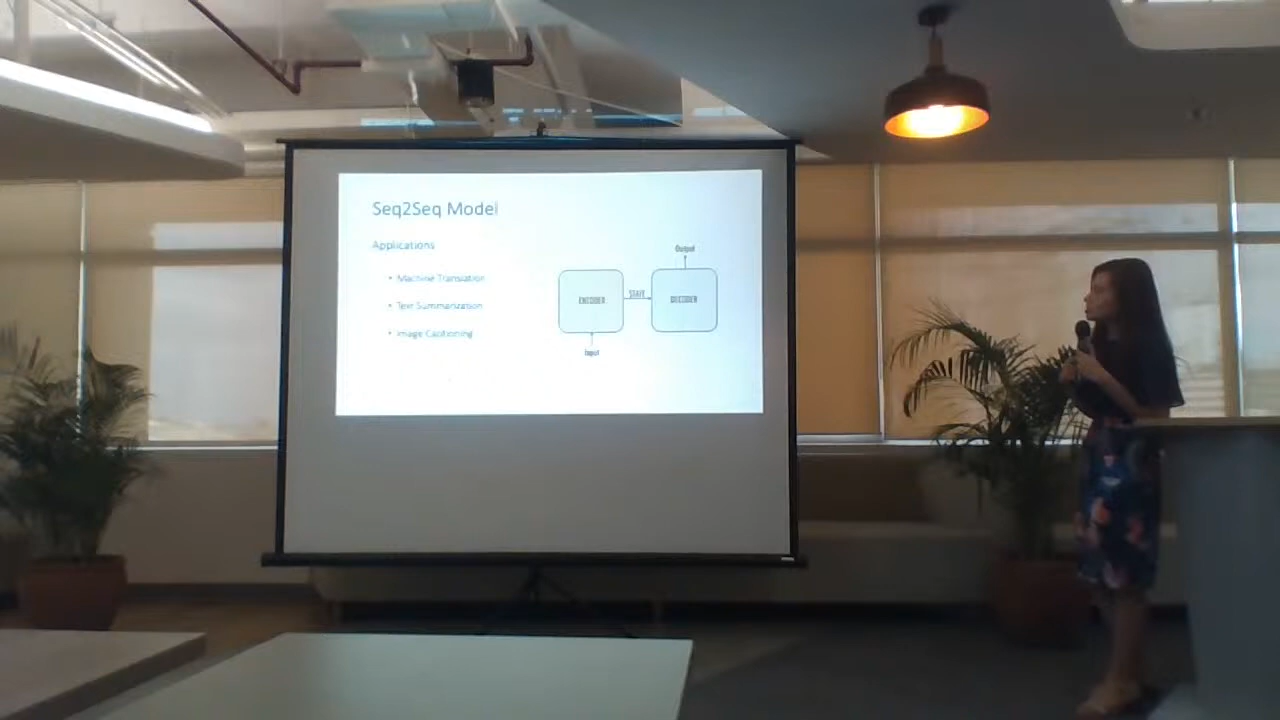 Seq2Seq Model
Applications
• Machine Translation
• Text Summarization
• Image Captioning
Output
ENCODER
STATE
DECODER
Input